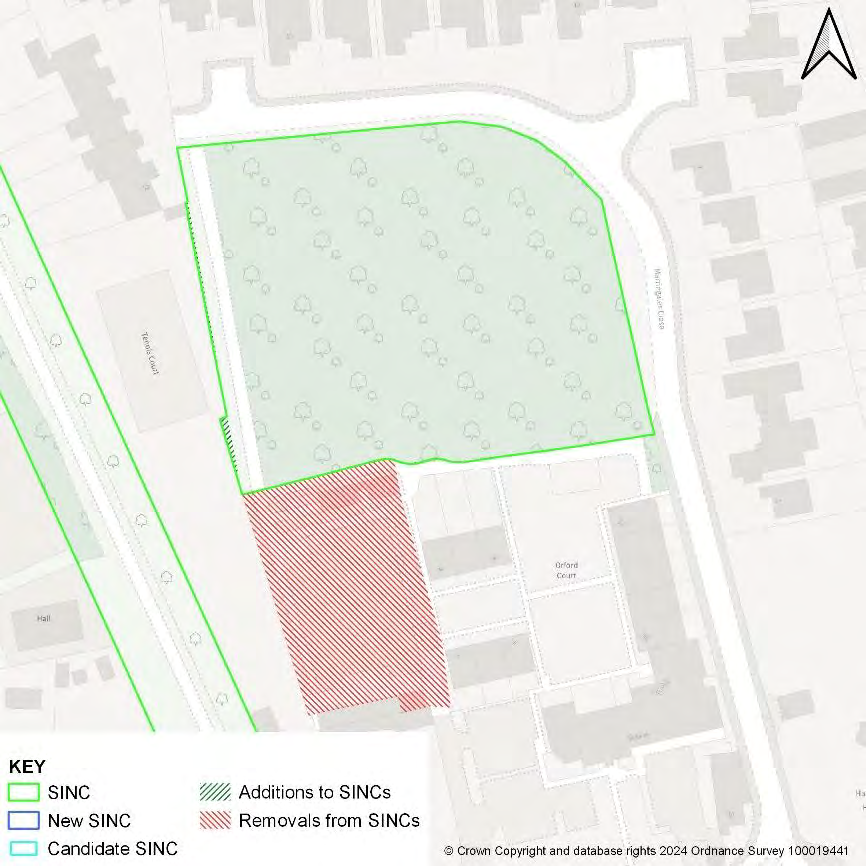 Tennis Court
Marrington Close
Orford
Court
Hall
KEY
SINC
New SINC
Candidate SINC
Additions to SINCs
Removals from SINCs
© Crown Copyright and database rights 2024 Ordnance Survey 100019441